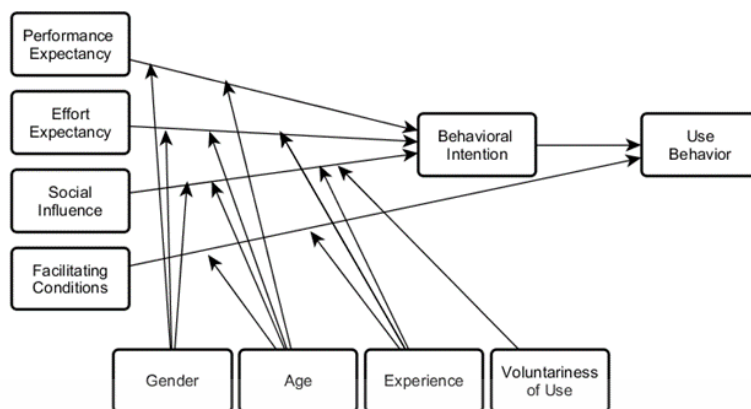 Performance
Expectancy
Effort
Expectancy
Behavioral
Intention
Use
Behavior
Social
Influence
Facilitating
Conditions
Gender
Age
Experience
Voluntariness
of Use